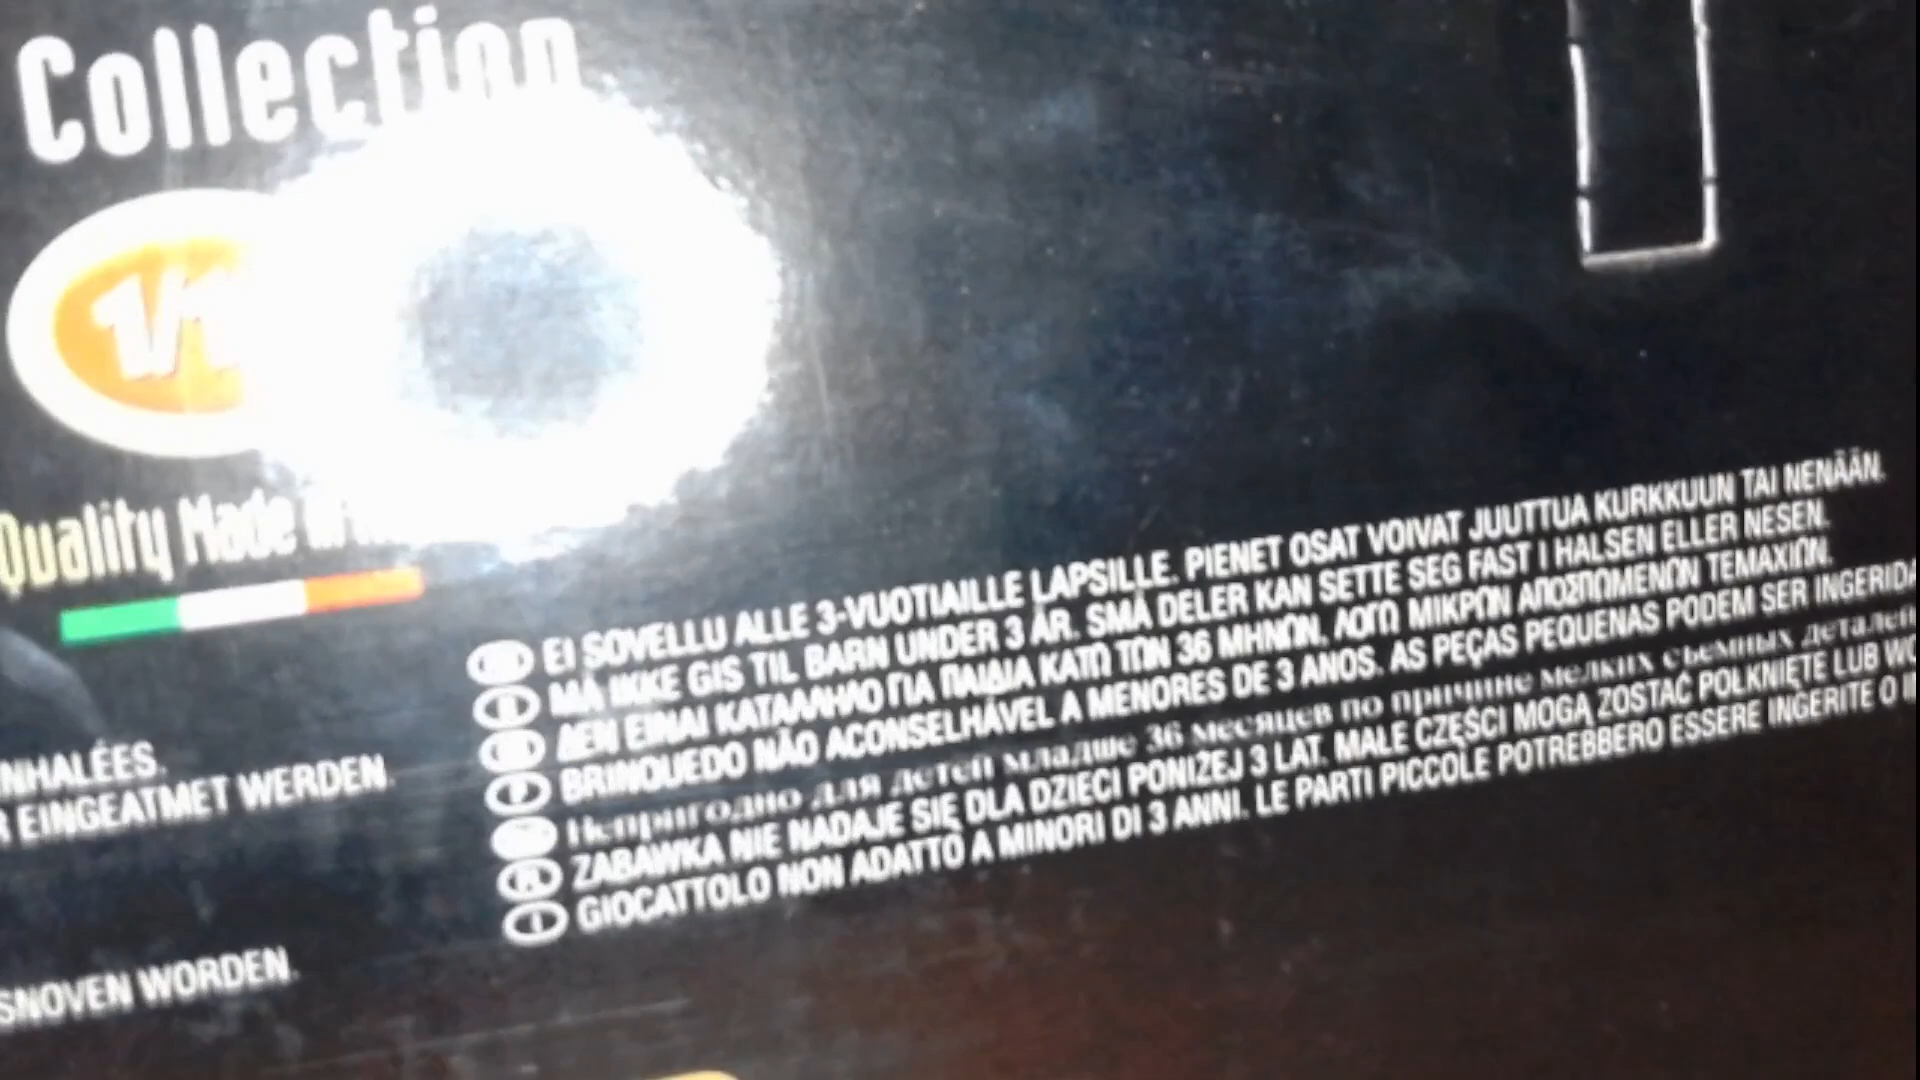 Collection
Quality Made
EI SOVELLU ALLE 3-VUOTIAILLE LAPSILLE. PIENET OSAT VOIVAT JUUTTUA KURKKUUN TAI NENÄÄN.
MÅ IKKE GIS TIL BARN UNDER 3 ÅR. SMÅ DELER KAN SETTE SEG FAST I HALSEN ELLER NESEN.
ΔΕΝ ΕΙΝΑΙ ΚΑΤΑΛΛΗΛΟ ΓΙΑ ΠΑΙΔΙΑ ΚΑΤΩ ΤΩΝ 36 ΜΗΝΩΝ. ΛΟΓΩ ΜΙΚΡΩΝ ΑΠΟΣΠΩΜΕΝΩΝ ΤΕΜΑΧΙΩΝ.
BRINQUEDO NÃO ACONSELHÁVEL A MENORES DE 3 ANOS. AS PEÇAS PEQUENAS PODEM SER
Непригодно для детей младше 36 месяцев по причине мелких съемных деталей
ZABAWKA NIE NADAJE SIĘ DLA DZIECI PONIŻEJ 3 LAT. MAŁE CZĘŚCI MOGĄ ZOSTAĆ POLKNIĘTE LUB
GIOCATTOLO NON ADATTO A MINORI DI 3 ANNI. LE PARTI PICCOLE POTREBBERO ESSERE INGERITE O
NHALÉES.
EINGEATMET WERDEN.
SNOVEN WORDEN.